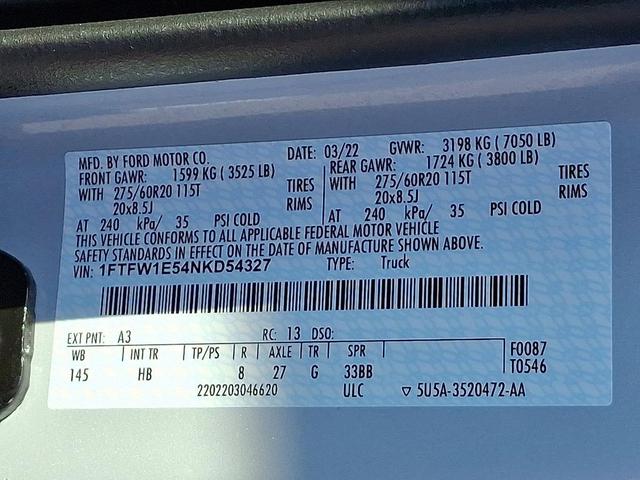 MFD. BY FORD MOTOR CO. DATE: 03/22 GVWR: 3198 KG ( 7050 LB)
FRONT GAWR: 1599 KG ( 3525 LB) REAR GAWR: 1724 KG ( 3800 LB)
WITH 275/60R20 115T TIRES WITH 275/60R20 115T TIRES
20x8.5J RIMS 20x8.5J RIMS
AT 240 kPa/ 35 PSI COLD AT 240 kPa/ 35 PSI COLD
THIS VEHICLE CONFORMS TO ALL APPLICABLE FEDERAL MOTOR VEHICLE
SAFETY STANDARDS IN EFFECT ON THE DATE OF MANUFACTURE SHOWN ABOVE.
VIN: 1FTFW1E54NKD54327 TYPE: Truck
EXT PNT: A3 RC: 13 DSO:
WB INT TR TP/PS R AXLE TR SPR F0087
145 HB 8 27 G 33BB T0546
2202203046620 ULC ▽ 5U5A-3520472-AA